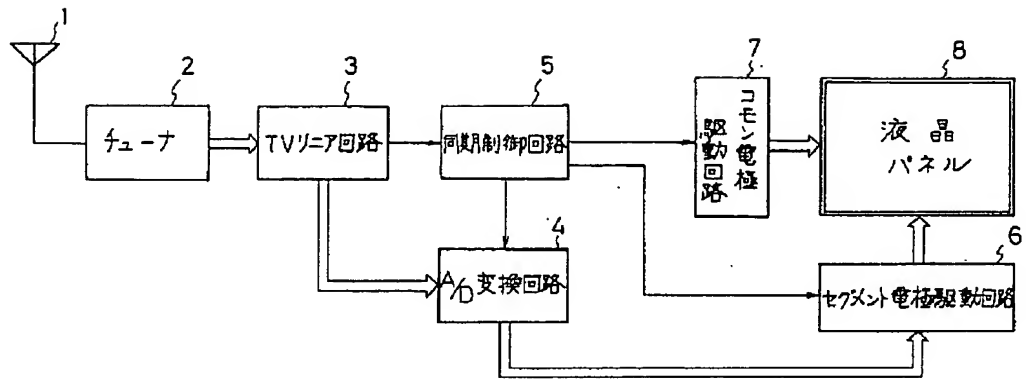 1
2
チューナ
3
TVリニア回路
5
同期制御回路
7
コモン電極
駆動回路
8
液晶
パネル
4
A/D変換回路
6
セグメント電極駆動回路